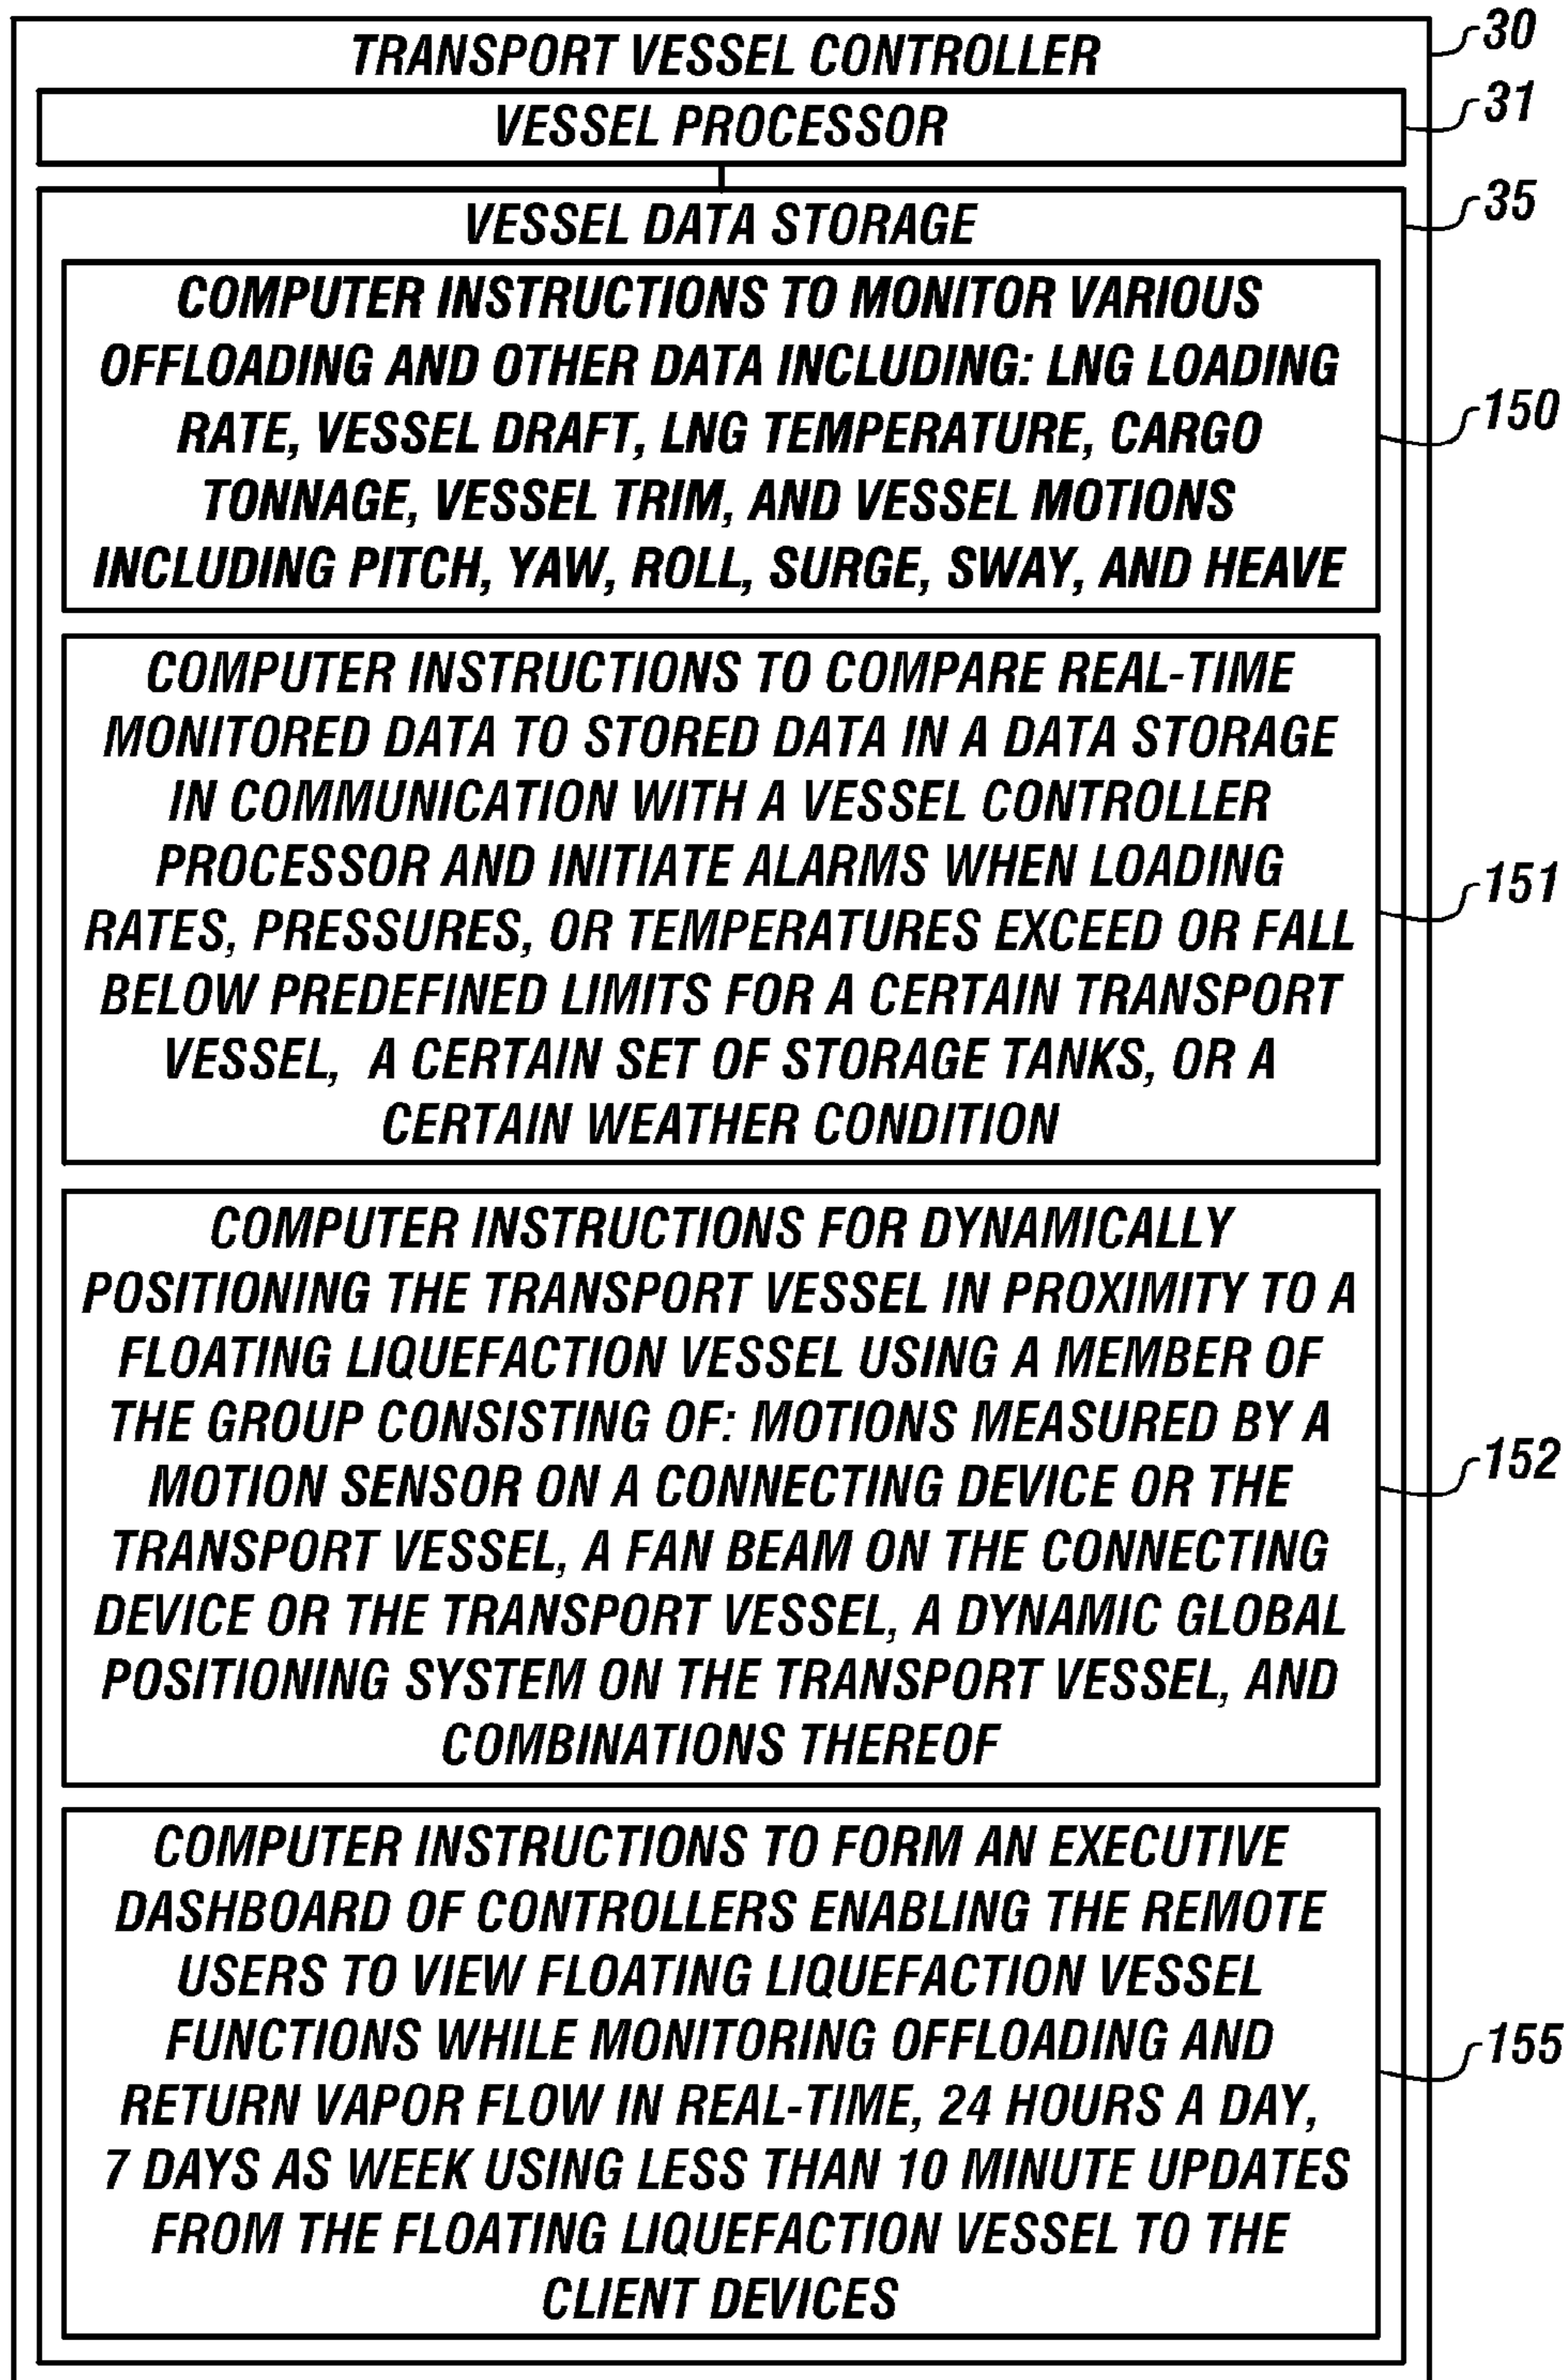 TRANSPORT VESSEL CONTROLLER
30
VESSEL PROCESSOR
31
VESSEL DATA STORAGE
35
COMPUTER INSTRUCTIONS TO MONITOR VARIOUS
OFFLOADING AND OTHER DATA INCLUDING: LNG LOADING
RATE, VESSEL DRAFT, LNG TEMPERATURE, CARGO
TONNAGE, VESSEL TRIM, AND VESSEL MOTIONS
INCLUDING PITCH, YAW, ROLL, SURGE, SWAY, AND HEAVE
150
COMPUTER INSTRUCTIONS TO COMPARE REAL-TIME
MONITORED DATA TO STORED DATA IN A DATA STORAGE
IN COMMUNICATION WITH A VESSEL CONTROLLER
PROCESSOR AND INITIATE ALARMS WHEN LOADING
RATES, PRESSURES, OR TEMPERATURES EXCEED OR FALL
BELOW PREDEFINED LIMITS FOR A CERTAIN TRANSPORT
VESSEL, A CERTAIN SET OF STORAGE TANKS, OR A
CERTAIN WEATHER CONDITION
151
COMPUTER INSTRUCTIONS FOR DYNAMICALLY
POSITIONING THE TRANSPORT VESSEL IN PROXIMITY TO A
FLOATING LIQUEFACTION VESSEL USING A MEMBER OF
THE GROUP CONSISTING OF: MOTIONS MEASURED BY A
MOTION SENSOR ON A CONNECTING DEVICE OR THE
TRANSPORT VESSEL, A FAN BEAM ON THE CONNECTING
DEVICE OR THE TRANSPORT VESSEL, A DYNAMIC GLOBAL
POSITIONING SYSTEM ON THE TRANSPORT VESSEL, AND
COMBINATIONS THEREOF
152
COMPUTER INSTRUCTIONS TO FORM AN EXECUTIVE
DASHBOARD OF CONTROLLERS ENABLING THE REMOTE
USERS TO VIEW FLOATING LIQUEFACTION VESSEL
FUNCTIONS WHILE MONITORING OFFLOADING AND
RETURN VAPOR FLOW IN REAL-TIME, 24 HOURS A DAY,
7 DAYS AS WEEK USING LESS THAN 10 MINUTE UPDATES
FROM THE FLOATING LIQUEFACTION VESSEL TO THE
CLIENT DEVICES
155